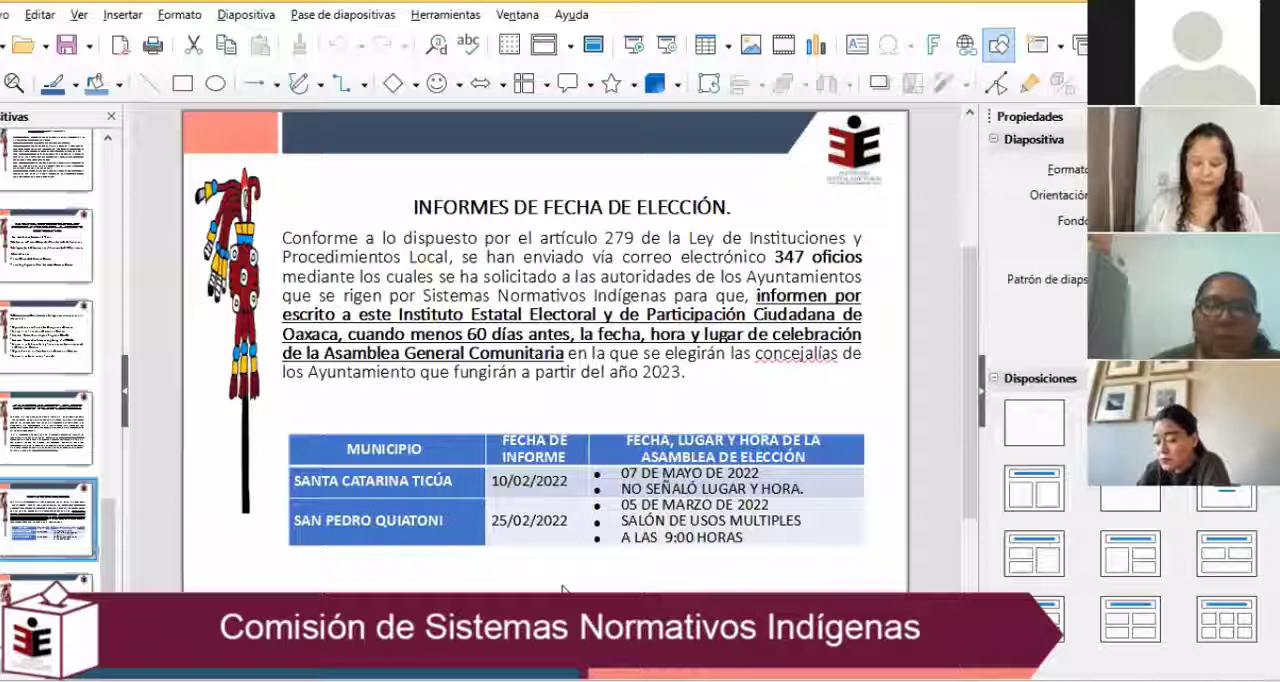 Editar Ver Insertar Formato Diapositiva Pase de diapositivas Herramientas Ventana Ayuda
itivas
INFORMES DE FECHA DE ELECCIÓN.
Conforme a lo dispuesto por el artículo 279 de la Ley de Instituciones y
Procedimientos Local, se han enviado vía correo electrónico 347 oficios
mediante los cuales se ha solicitado a las autoridades de los Ayuntamientos
que se rigen por Sistemas Normativos Indígenas para que, informen por
escrito a este Instituto Estatal Electoral y de Participación Ciudadana de
Oaxaca, cuando menos 60 días antes, la fecha, hora y lugar de celebración
de la Asamblea General Comunitaria en la que se elegirán las concejalías de
los Ayuntamiento que fungirán a partir del año 2023.
MUNICIPIO
FECHA DE
INFORME
FECHA, LUGAR Y HORA DE LA
ASAMBLEA DE ELECCIÓN
SANTA CATARINA TICÚA
10/02/2022
• 07 DE MAYO DE 2022
• NO SEÑALÓ LUGAR Y HORA.
SAN PEDRO QUIATONI
25/02/2022
• 05 DE MARZO DE 2022
• SALÓN DE USOS MULTIPLES
• A LAS 9:00 HORAS
Propiedades
Diapositiva
Formato
Orientación
Fondo
Patrón de diaps
Disposiciones
Comisión de Sistemas Normativos Indígenas